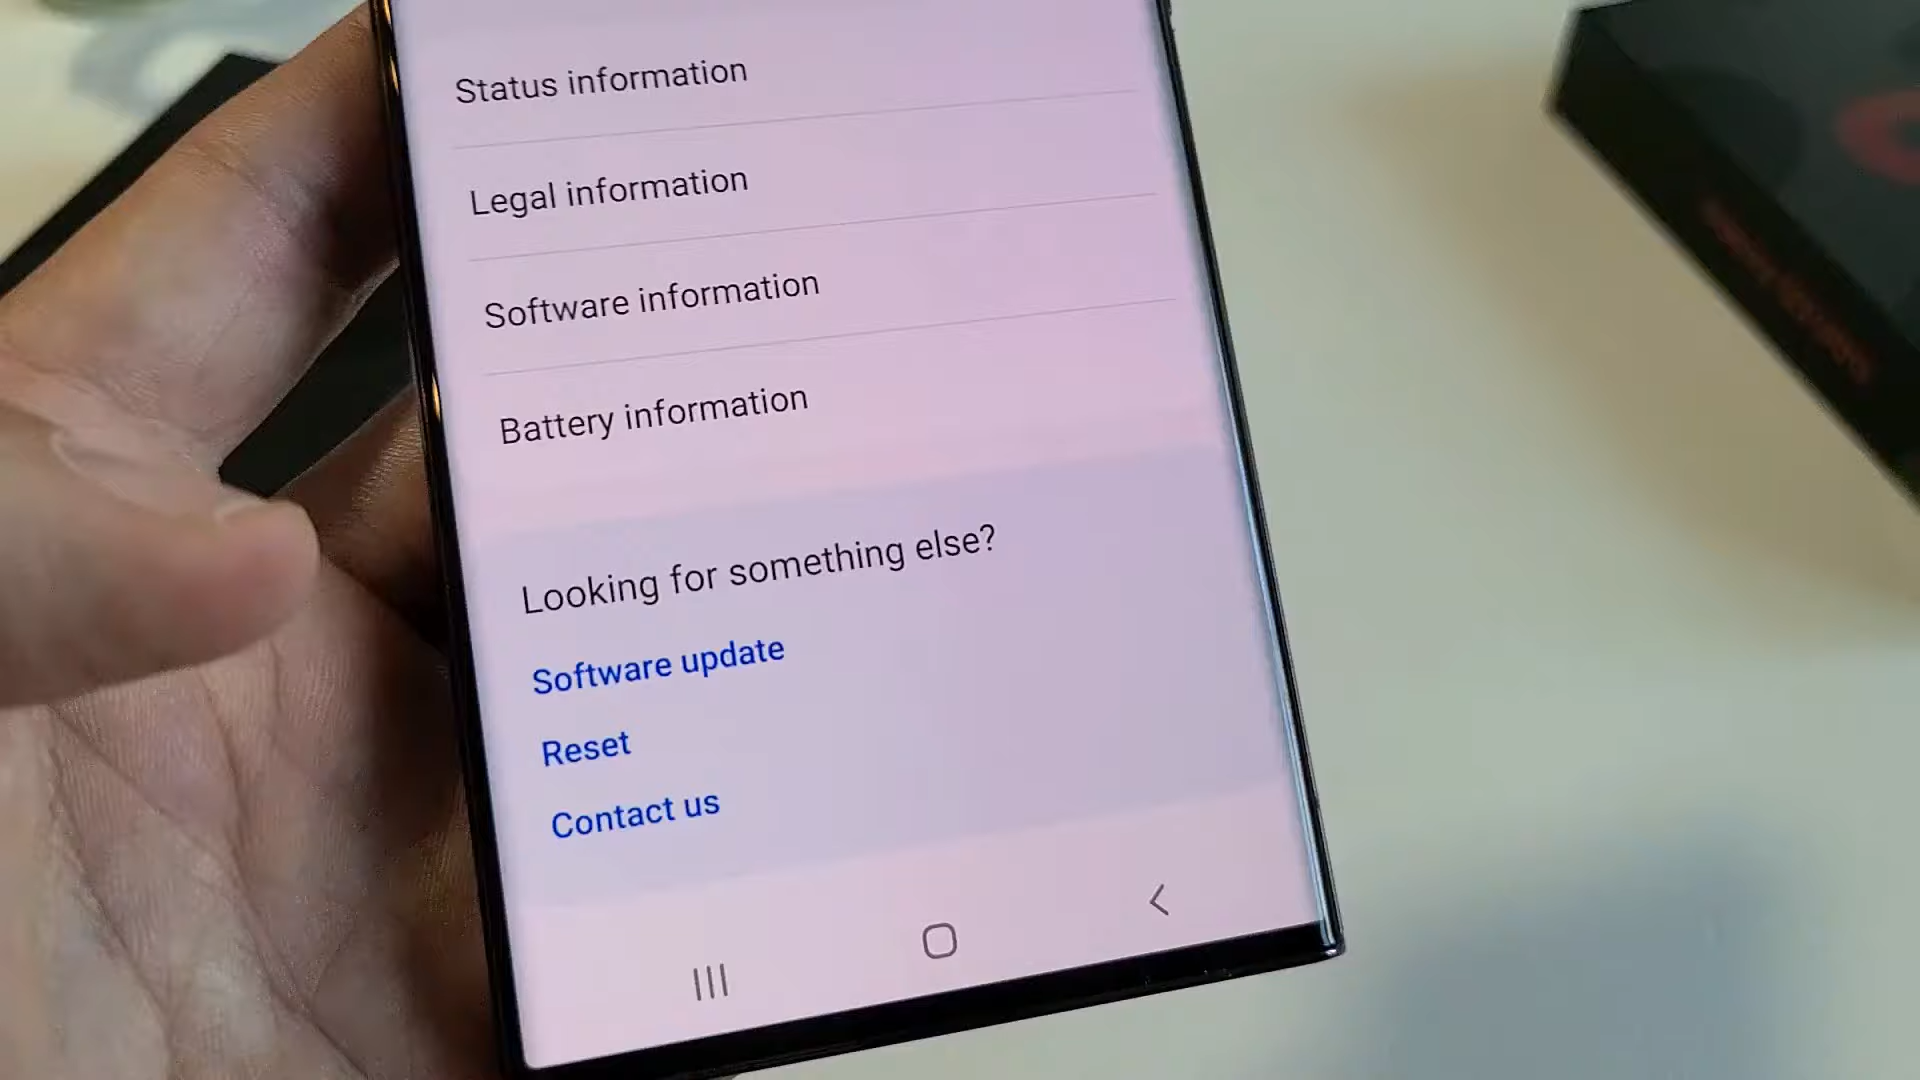 Status information
Legal information
Software information
Battery information
Looking for something else?
Software update
Reset
Contact us